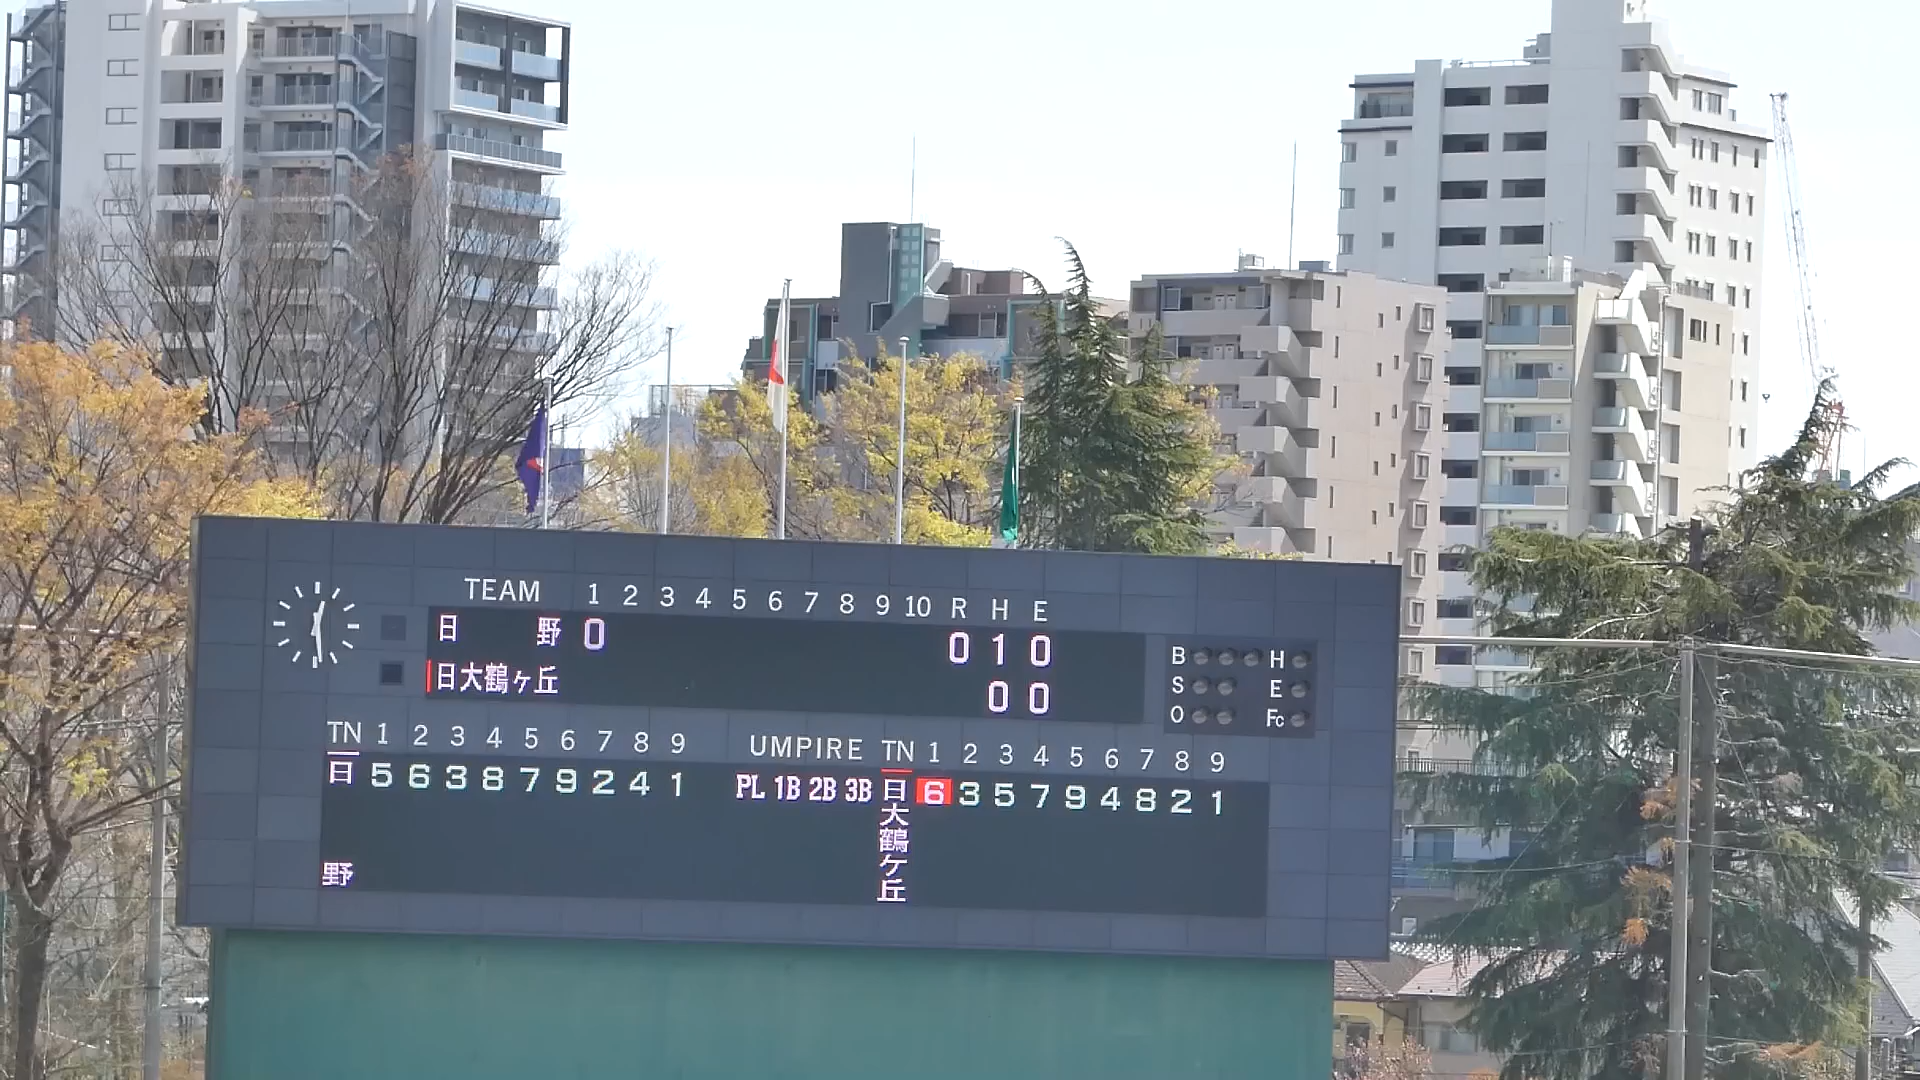 TEAM 1 2 3 4 5 6 7 8 9 10 R H E
日野 0 0 1 0
日大鶴ヶ丘 0 0
B H
S E
O Fc
TN 1 2 3 4 5 6 7 8 9 UMPIRE TN 1 2 3 4 5 6 7 8 9
日野 5 6 3 8 7 9 2 4 1 PL 1B 2B 3B 日大鶴ケ丘 6 3 5 7 9 4 8 2 1